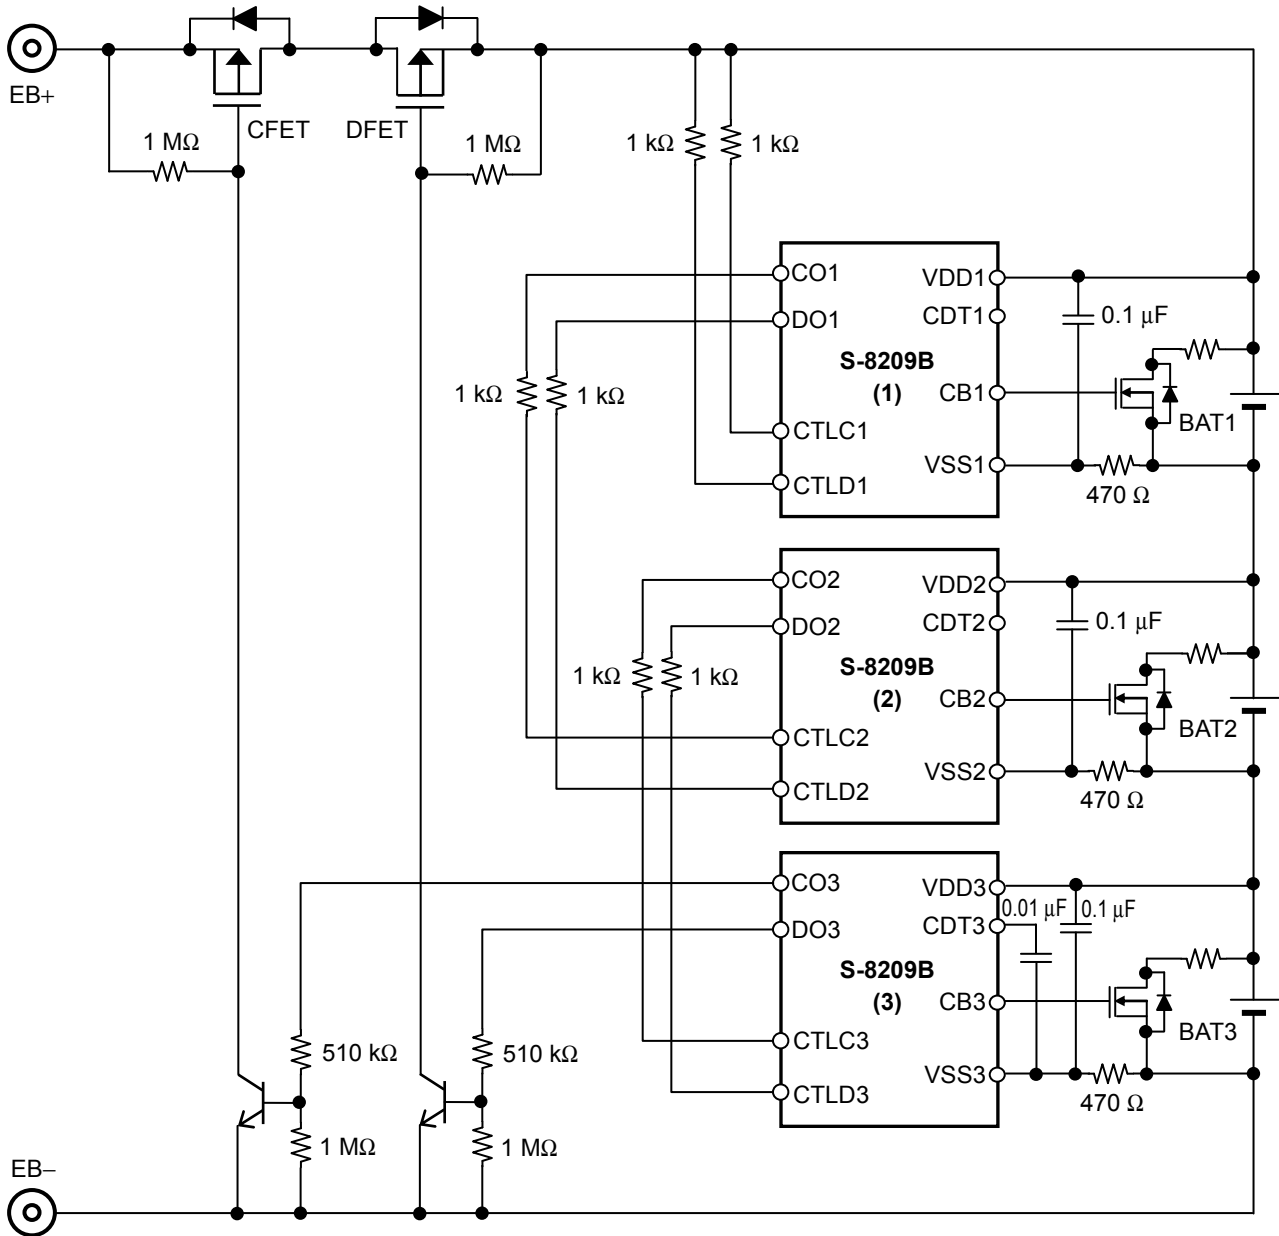 EB+
CFET
DFET
1 MΩ
1 MΩ
1 kΩ
1 kΩ
CO1
VDD1
DO1
CDT1
0.1 μF
S-8209B
(1)
CB1
1 kΩ
1 kΩ
BAT1
CTLC1
VSS1
CTLD1
470 Ω
CO2
VDD2
DO2
CDT2
0.1 μF
S-8209B
(2)
1 kΩ
1 kΩ
CB2
BAT2
CTLC2
VSS2
CTLD2
470 Ω
CO3
VDD3
0.01 μF
0.1 μF
DO3
CDT3
S-8209B
(3)
CB3
BAT3
CTLC3
510 kΩ
510 kΩ
VSS3
CTLD3
470 Ω
1 MΩ
1 MΩ
EB−